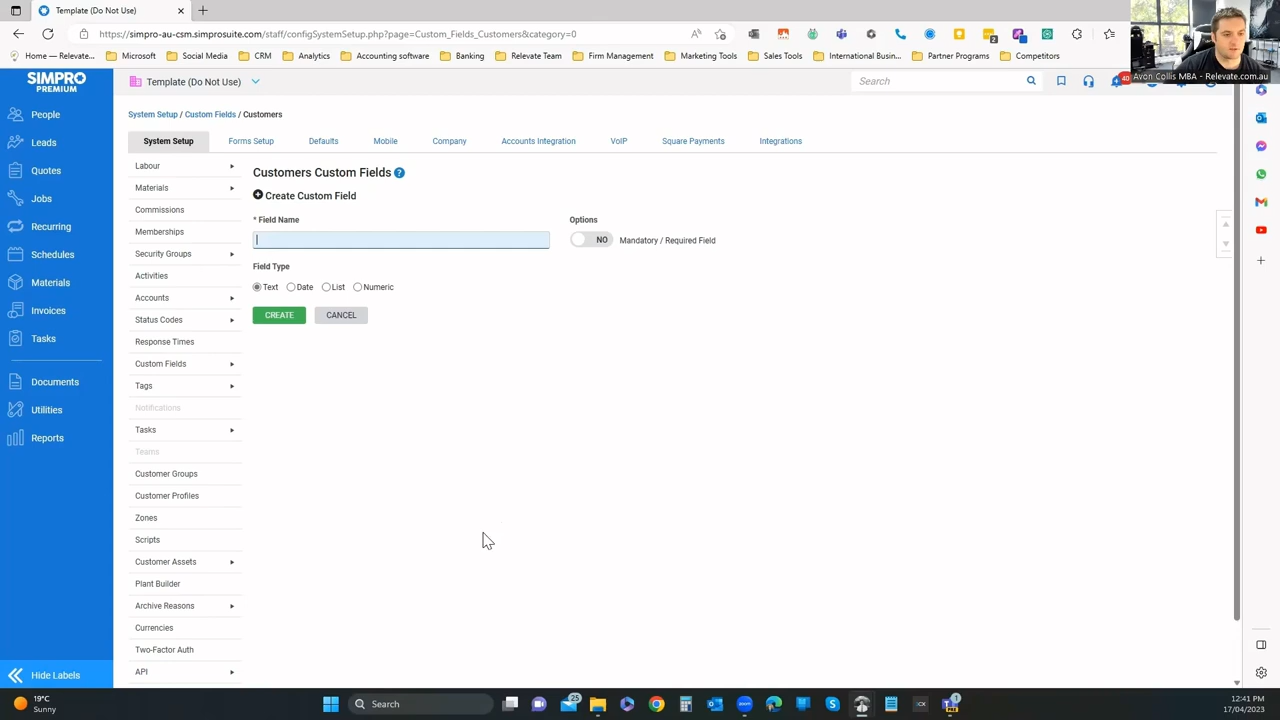 Template (Do Not Use)
https://simpro-au-csm.simprosuite.com/staff/configSystemSetup.php?page=Custom_Fields_Customers&category=0
Home — Relevate...
Microsoft
Social Media
CRM
Analytics
Accounting software
Banking
Relevate Team
Firm Management
Marketing Tools
Sales Tools
International Busin...
Partner Programs
Competitors
Avon Collis MBA - Relevate.com.au
SIMPRO
PREMIUM
Template (Do Not Use)
Search
40
People
Leads
Quotes
Jobs
Recurring
Schedules
Materials
Invoices
Tasks
Documents
Utilities
Reports
Hide Labels
System Setup / Custom Fields / Customers
System Setup
Forms Setup
Defaults
Mobile
Company
Accounts Integration
VoIP
Square Payments
Integrations
Labour
Materials
Commissions
Memberships
Security Groups
Activities
Accounts
Status Codes
Response Times
Custom Fields
Tags
Notifications
Tasks
Teams
Customer Groups
Customer Profiles
Zones
Scripts
Customer Assets
Plant Builder
Archive Reasons
Currencies
Two-Factor Auth
API
Customers Custom Fields ?
Create Custom Field
* Field Name
Options
NO
Mandatory / Required Field
Field Type
Text
Date
List
Numeric
CREATE
CANCEL
19°C
Sunny
Search
25
1
12:41 PM
17/04/2023